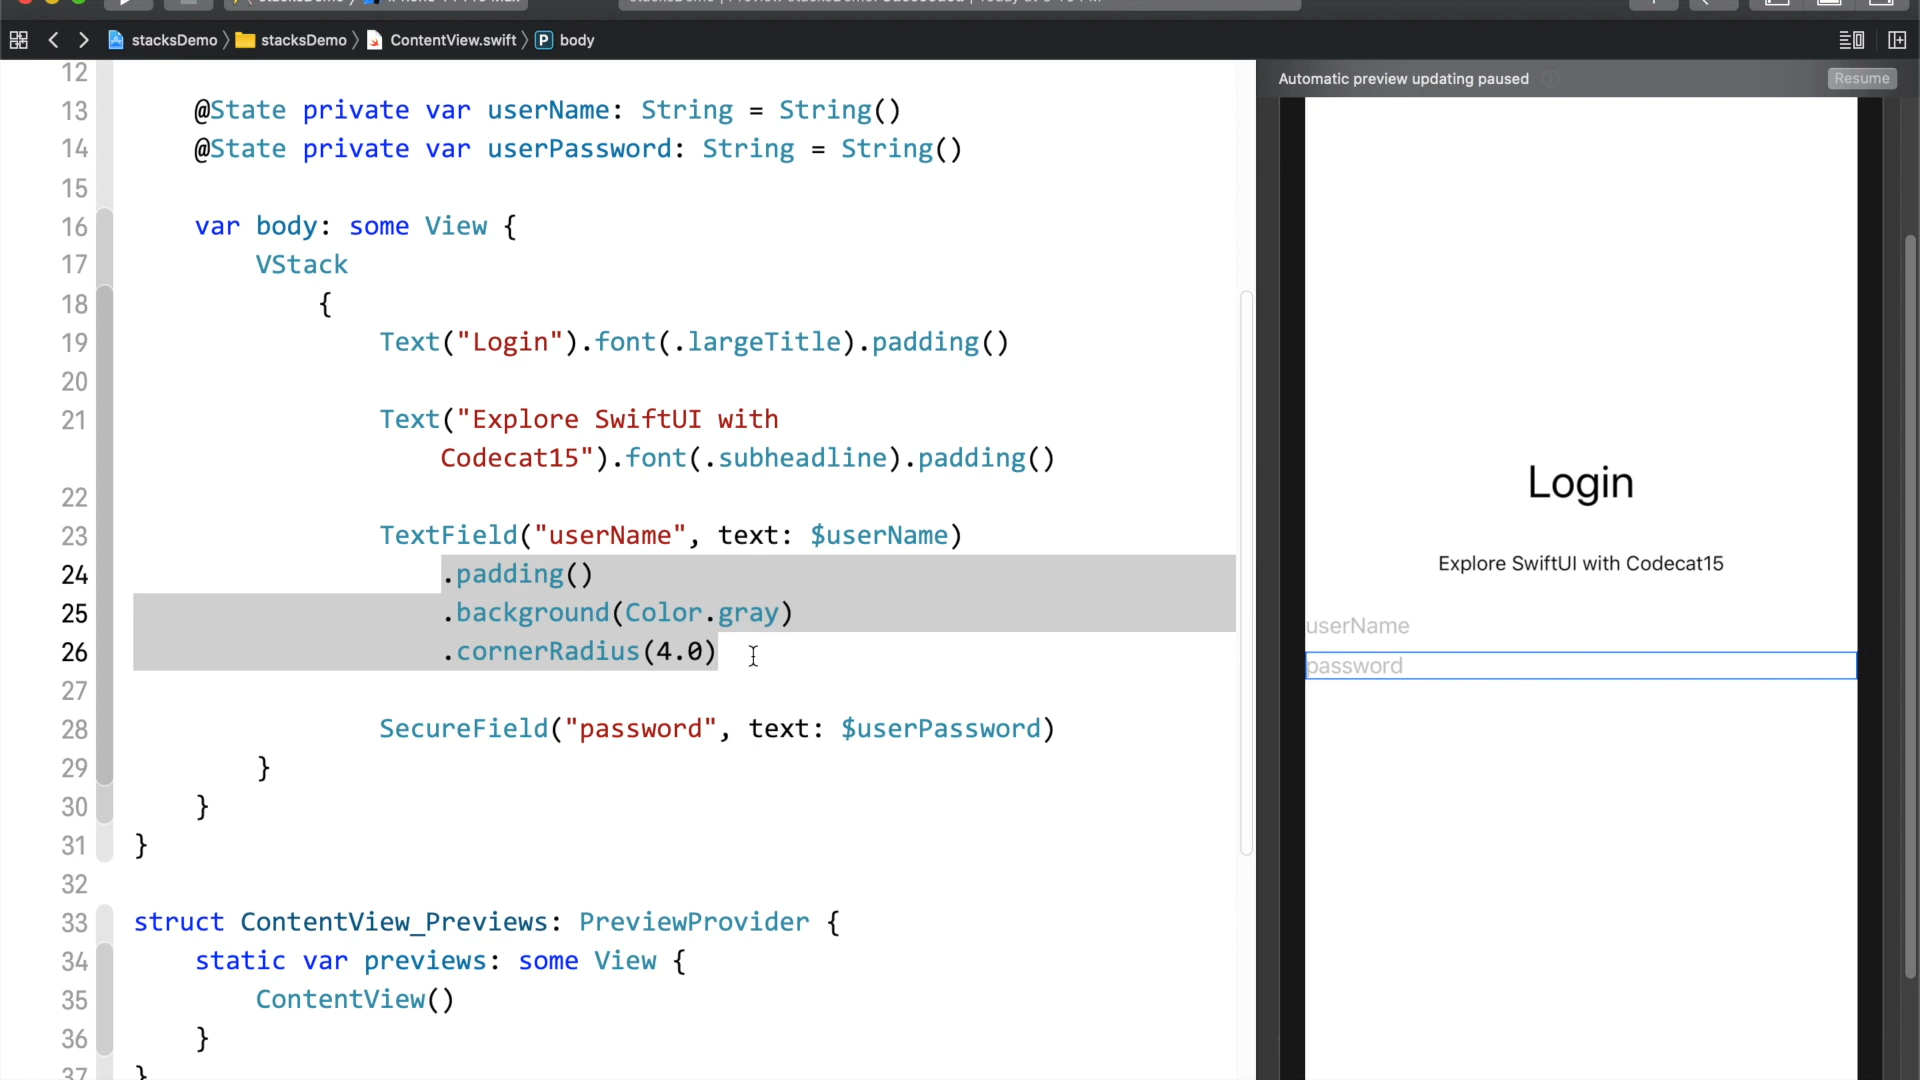 stacksDemo 〉 stacksDemo 〉 ContentView.swift 〉 P body
12
13 @State private var userName: String = String()
14 @State private var userPassword: String = String()
15
16 var body: some View {
17 VStack
18 {
19 Text("Login").font(.largeTitle).padding()
20
21 Text("Explore SwiftUI with
Codecat15").font(.subheadline).padding()
22
23 TextField("userName", text: $userName)
24 .padding()
25 .background(Color.gray)
26 .cornerRadius(4.0)
27
28 SecureField("password", text: $userPassword)
29 }
30 }
31 }
32
33 struct ContentView_Previews: PreviewProvider {
34 static var previews: some View {
35 ContentView()
36 }
37 }
Automatic preview updating paused
Resume
Login
Explore SwiftUI with Codecat15
userName
password